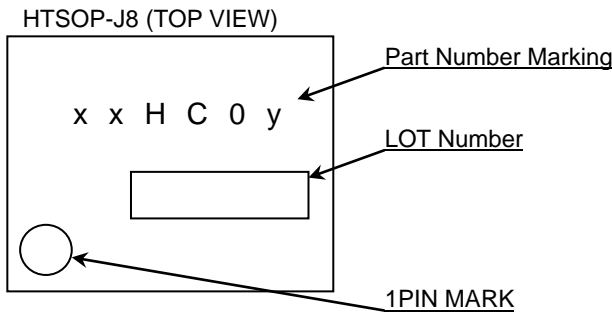 HTSOP-J8 (TOP VIEW)
Part Number Marking
x x H C 0 y
LOT Number
1PIN MARK